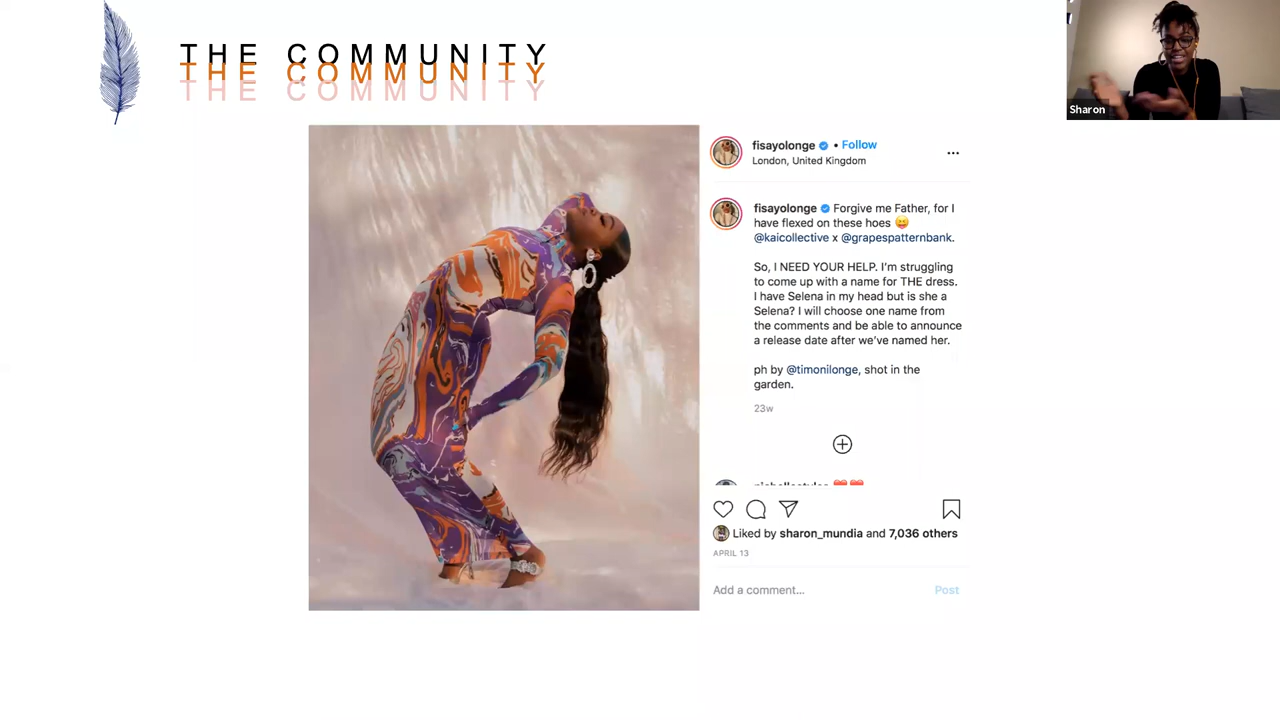 THE COMMUNITY
THE COMMUNITY
THE COMMUNITY
Sharon
fisayolonge • Follow
London, United Kingdom
fisayolonge Forgive me Father, for I
have flexed on these hoes 😝
@kaicollective x @grapespatternbank.
So, I NEED YOUR HELP. I'm struggling
to come up with a name for THE dress.
I have Selena in my head but is she a
Selena? I will choose one name from
the comments and be able to announce
a release date after we've named her.
ph by @timonilonge, shot in the
garden.
23w
Liked by sharon_mundia and 7,036 others
APRIL 13
Add a comment...
Post